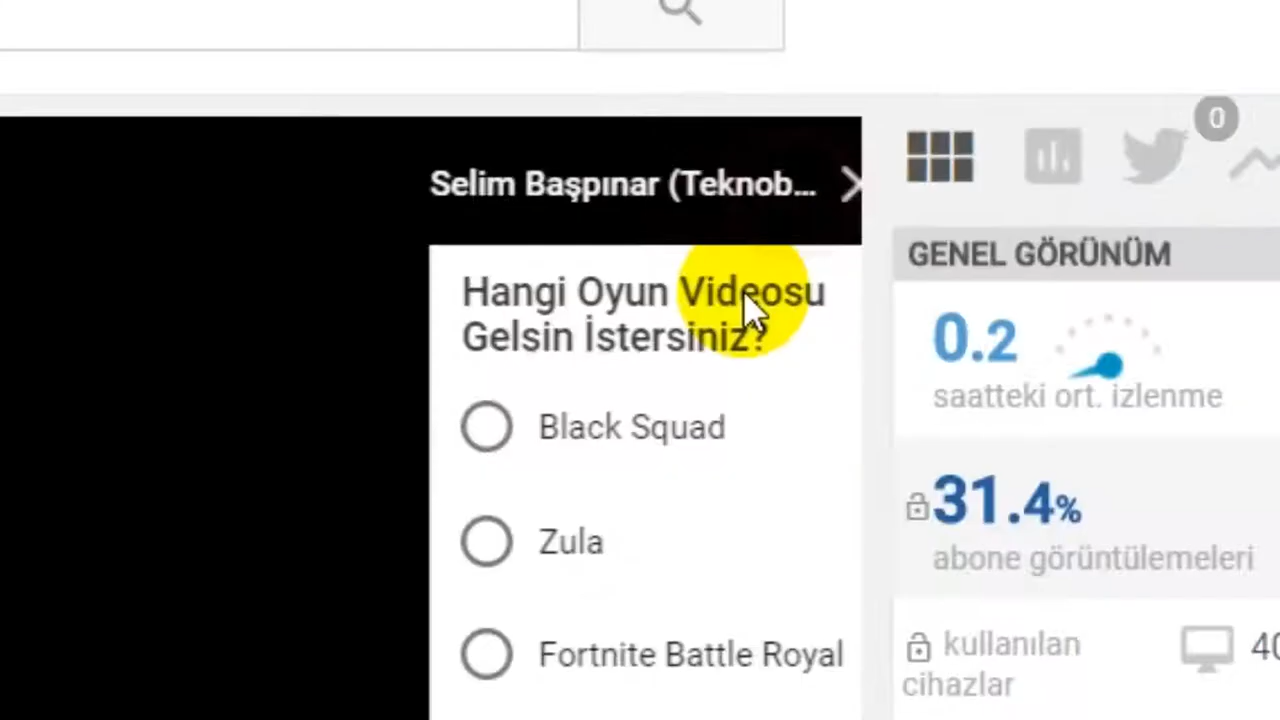 Selim Başpınar (Teknob...
Hangi Oyun Videosu
Gelsin İstersiniz?
Black Squad
Zula
Fortnite Battle Royal
0
GENEL GÖRÜNÜM
0.2
saatteki ort. izlenme
31.4%
abone görüntülemeleri
kullanılan
cihazlar
40